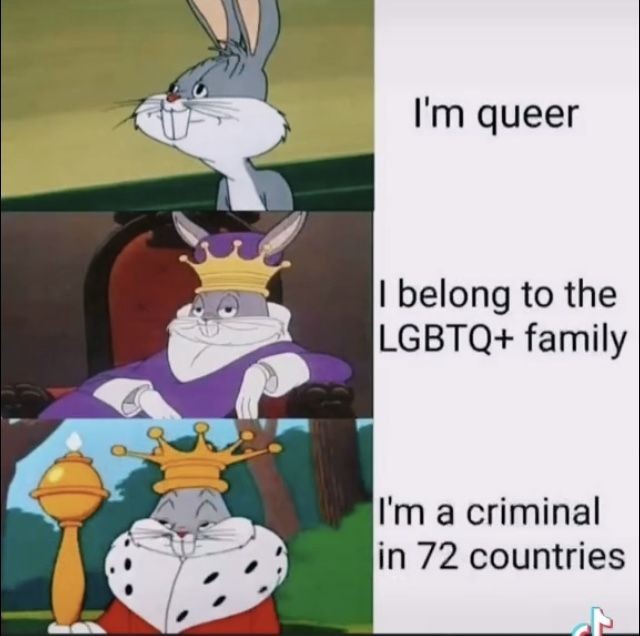 I'm queer
I belong to the
LGBTQ+ family
I'm a criminal
in 72 countries